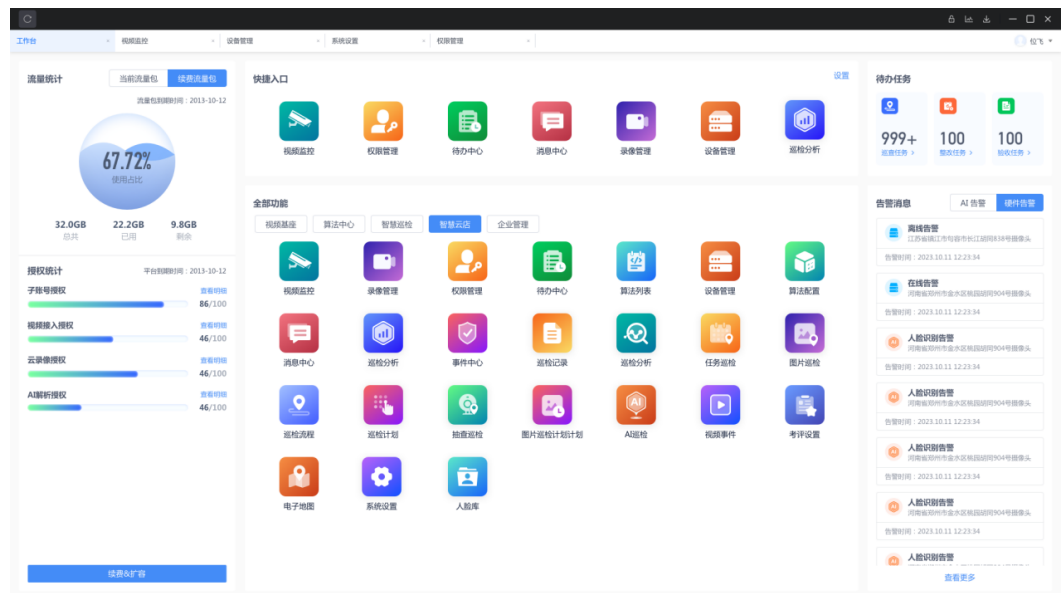 工作台
视频监控
设备管理
系统设置
权限管理
位飞
流量统计
当前流量包
续费流量包
流量包到期时间：2013-10-12
67.72%
使用占比
32.0GB
22.2GB
9.8GB
总共
已用
剩余
授权统计
平台到期时间：2013-10-12
子账号授权
查看明细
86/100
视频接入授权
查看明细
46/100
云录像授权
查看明细
46/100
AI解析授权
查看明细
46/100
续费&扩容
快捷入口
设置
视频监控
权限管理
待办中心
消息中心
录像管理
设备管理
巡检分析
全部功能
视频基座
算法中心
智慧巡检
智慧云店
企业管理
视频监控
录像管理
权限管理
待办中心
算法列表
设备管理
算法配置
消息中心
巡检分析
事件中心
巡检记录
巡检分析
任务巡检
图片巡检
巡检流程
巡检计划
抽查巡检
图片巡检计划计划
AI巡检
视频事件
考评设置
电子地图
系统设置
人脸库
待办任务
999+
100
100
巡查任务 >
整改任务 >
验收任务 >
告警消息
AI 告警
硬件告警
离线告警
江苏省镇江市句容市长江胡同838号摄像头
告警时间：2023.10.11 12:23:34
在线告警
河南省郑州市金水区桃园胡同904号摄像头
告警时间：2023.10.11 12:23:34
人脸识别告警
河南省郑州市金水区桃园胡同904号摄像头
告警时间：2023.10.11 12:23:34
人脸识别告警
河南省郑州市金水区桃园胡同904号摄像头
告警时间：2023.10.11 12:23:34
人脸识别告警
河南省郑州市金水区桃园胡同904号摄像头
告警时间：2023.10.11 12:23:34
人脸识别告警
河南省郑州市金水区桃园胡同904号摄像头
告警时间：2023.10.11 12:23:34
人脸识别告警
查看更多